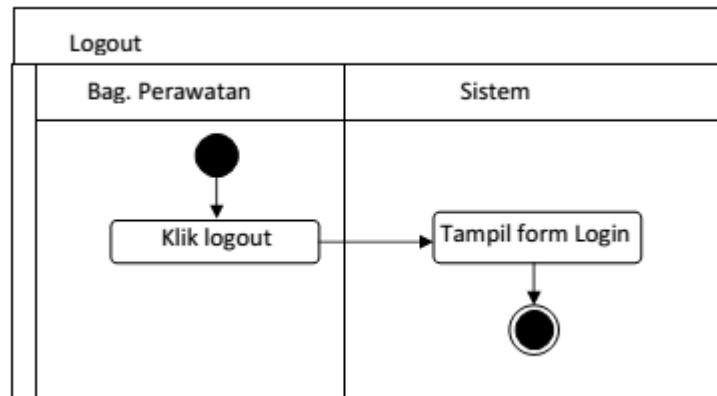 Logout
Bag. Perawatan
Sistem
Klik logout
Tampil form Login